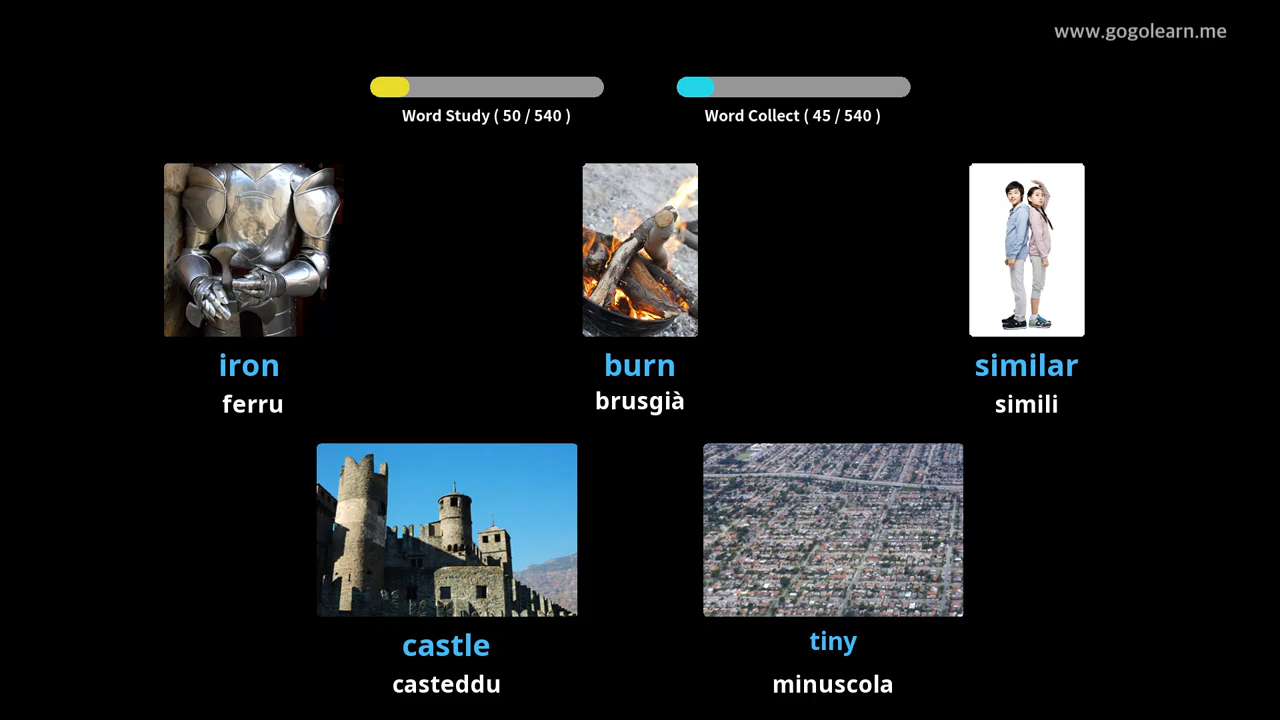 www.gogolearn.me
Word Study ( 50 / 540 )
Word Collect ( 45 / 540 )
iron
ferru
burn
brusgià
similar
simili
castle
casteddu
tiny
minuscola